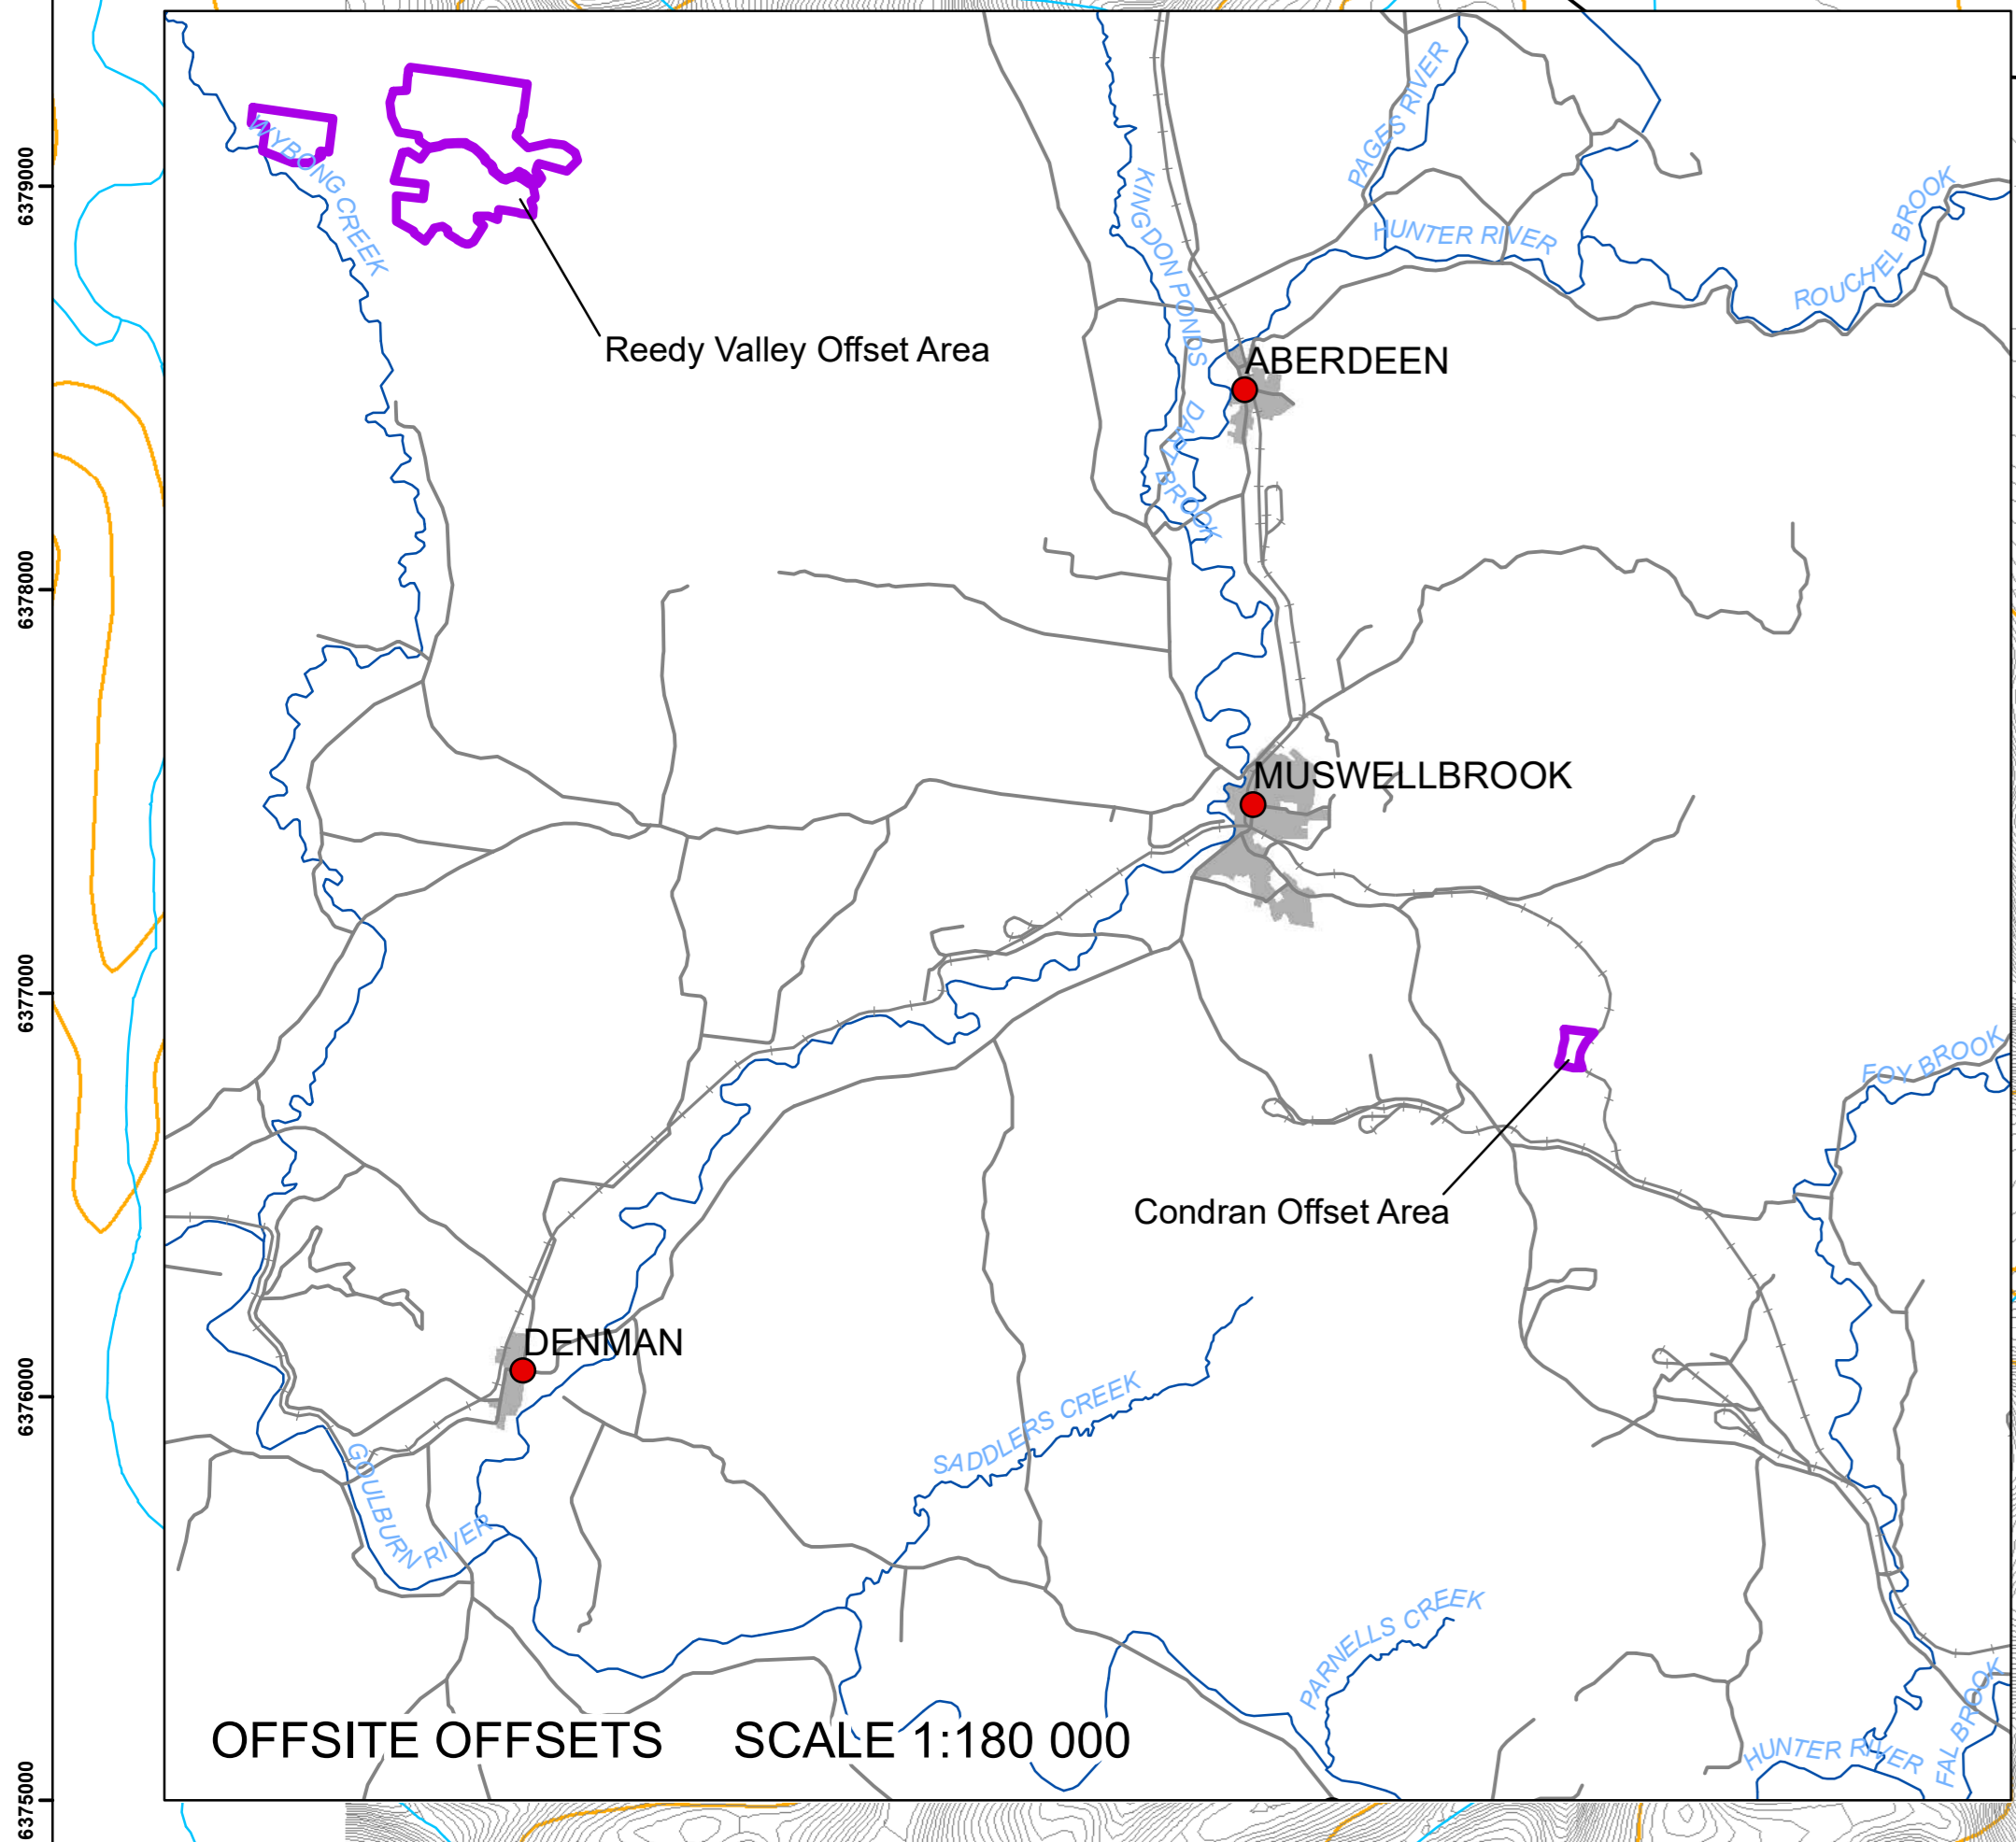 6379000
6378000
6377000
6376000
6375000
WYBONG CREEK
Reedy Valley Offset Area
KINGDON PONDS
PAGES RIVER
HUNTER RIVER
ROUCHEL BROOK
ABERDEEN
DART BROOK
MUSWELLBROOK
FOY BROOK
Condran Offset Area
DENMAN
SADDLERS CREEK
GOULBURN RIVER
PARNELLS CREEK
HUNTER RIVER
FAL BROOK
OFFSITE OFFSETS SCALE 1:180 000